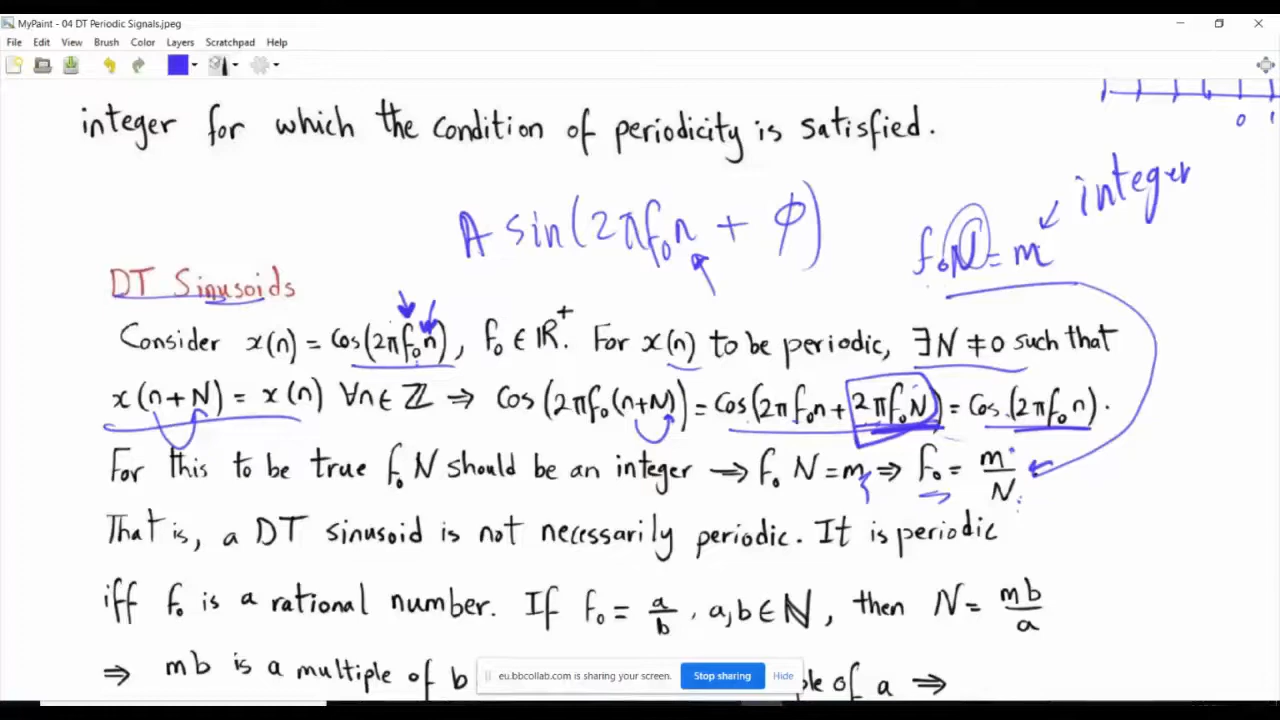 MyPaint - 04 DT Periodic Signals.jpeg
File Edit View Brush Color Layers Scratchpad Help
integer for which the condition of periodicity is satisfied.
0 1
A sin(2πf₀n + ϕ)
f₀N = m
integer
DT Sinusoids
Consider x(n) = Cos(2πf₀n), f₀ ∈ ℝ⁺. For x(n) to be periodic, ∃N ≠ 0 such that
x(n+N) = x(n) ∀n ∈ ℤ ⇒ Cos(2πf₀(n+N)) = Cos(2πf₀n + 2πf₀N) = Cos(2πf₀n).
For this to be true f₀N should be an integer ⇒ f₀ N = m ⇒ f₀ = m/N
That is, a DT sinusoid is not necessarily periodic. It is periodic
iff f₀ is a rational number. If f₀ = a/b, a,b ∈ ℕ, then N = mb/a
⇒ mb is a multiple of b of a ⇒
eu.bbcollab.com is sharing your screen. Stop sharing Hide